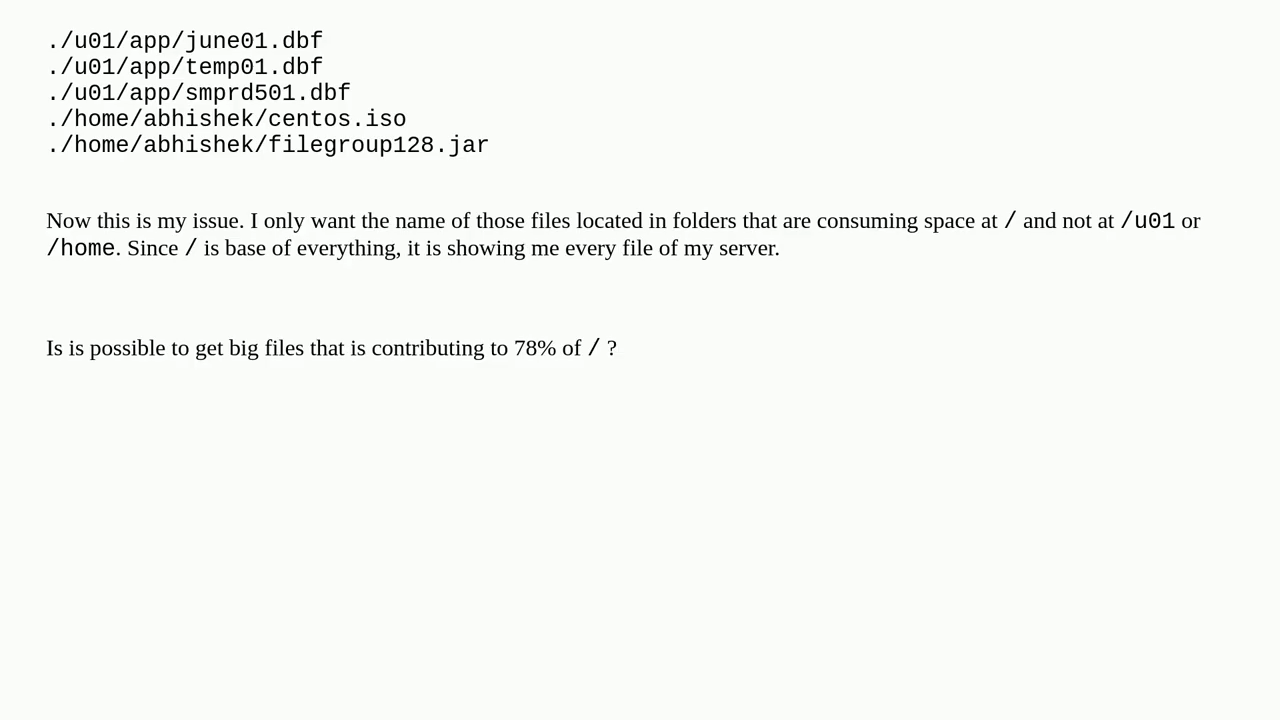 ./u01/app/june01.dbf
./u01/app/temp01.dbf
./u01/app/smprd501.dbf
./home/abhishek/centos.iso
./home/abhishek/filegroup128.jar
Now this is my issue. I only want the name of those files located in folders that are consuming space at / and not at /u01 or
/home. Since / is base of everything, it is showing me every file of my server.
Is is possible to get big files that is contributing to 78% of / ?